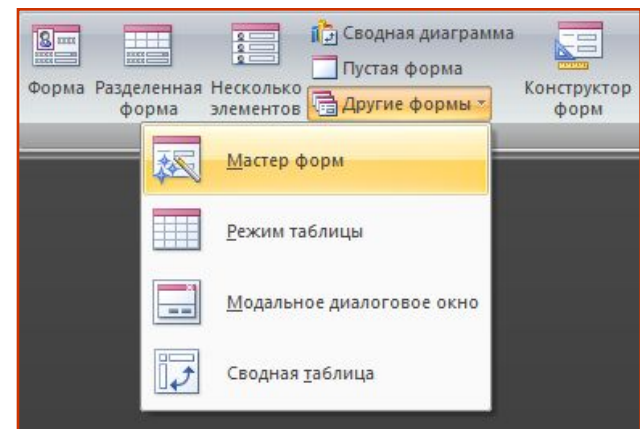 Форма
Разделенная
форма
Несколько
элементов
Сводная диаграмма
Пустая форма
Другие формы
Конструктор
форм
Мастер форм
Режим таблицы
Модальное диалоговое окно
Сводная таблица